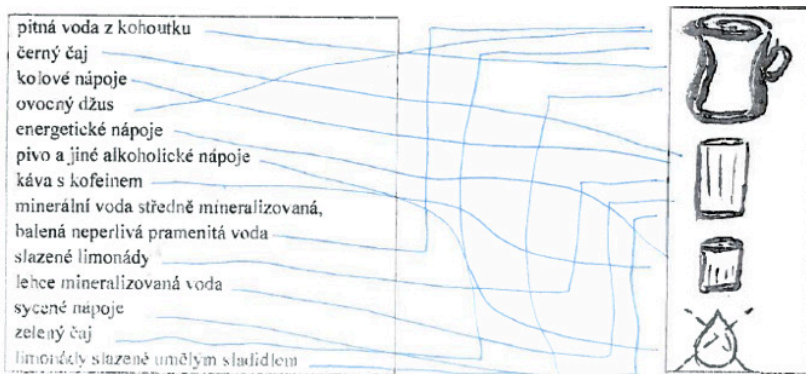 pitná voda z kohoutku
černý čaj
kolové nápoje
ovocný džus
energetické nápoje
pivo a jiné alkoholické nápoje
káva s kofeinem
minerální voda středně mineralizovaná,
balená neperlivá pramenitá voda
slazené limonády
lehce mineralizovaná voda
sycené nápoje
zelený čaj
limonády slazené umělým sladidlem